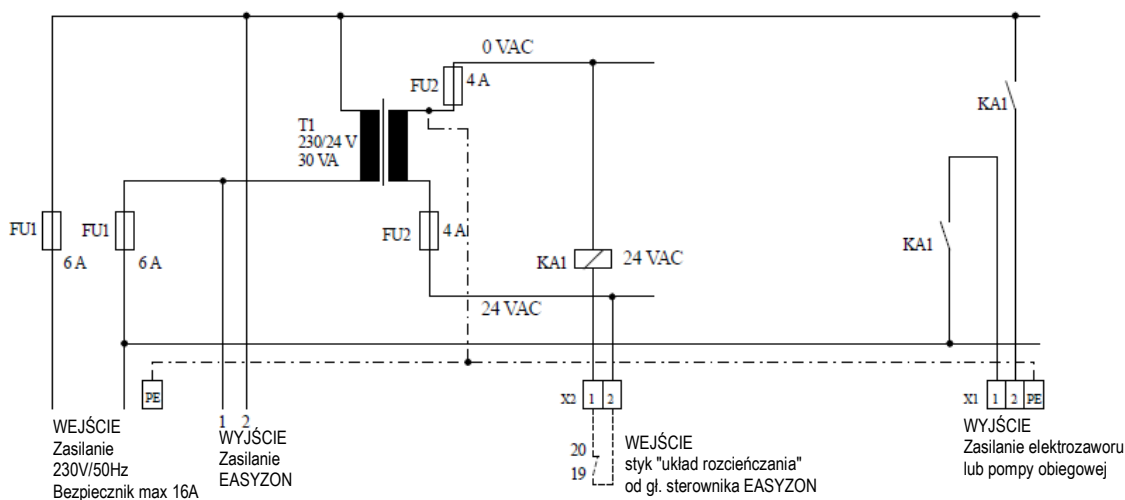 0 VAC
FU2
4 A
KA1
T1
230/24 V
30 VA
FU1
6 A
FU1
6 A
FU2
4 A
KA1
24 VAC
KA1
24 VAC
PE
X2
1
2
X1
1
2
PE
1
2
WEJŚCIE
Zasilanie
230V/50Hz
Bezpiecznik max 16A
WYJŚCIE
Zasilanie
EASYZON
20
19
WEJŚCIE
styk "układ rozcieńczania"
od gł. sterownika EASYZON
WYJŚCIE
Zasilanie elektrozaworu
lub pompy obiegowej